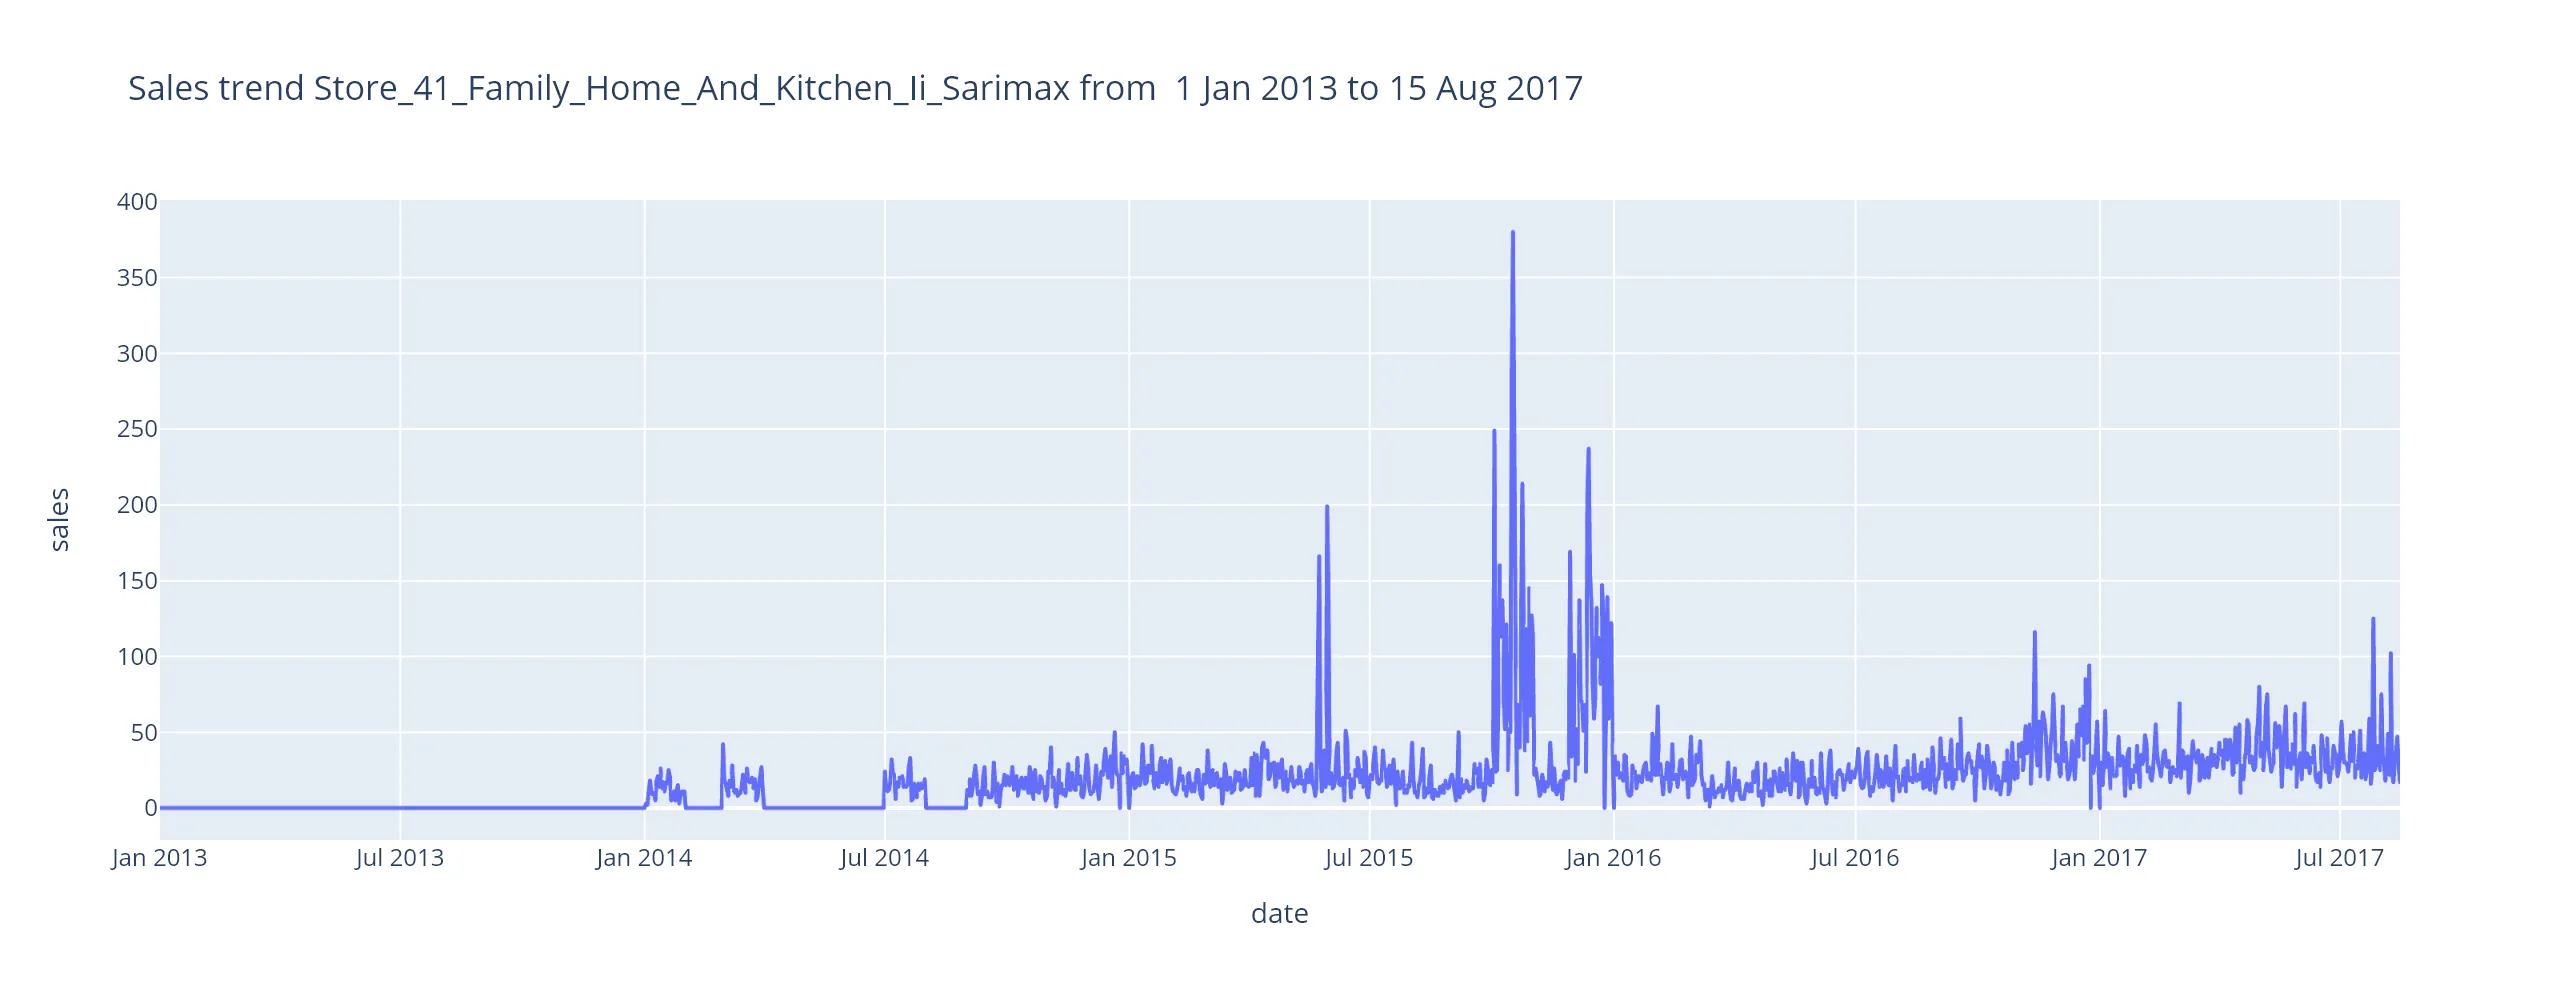 Sales trend Store_41_Family_Home_And_Kitchen_Ii_Sarimax from  1 Jan 2013 to 15 Aug 2017
400
350
300
250
200
150
100
50
0
sales
Jan 2013 Jul 2013 Jan 2014 Jul 2014 Jan 2015 Jul 2015 Jan 2016 Jul 2016 Jan 2017 Jul 2017
date